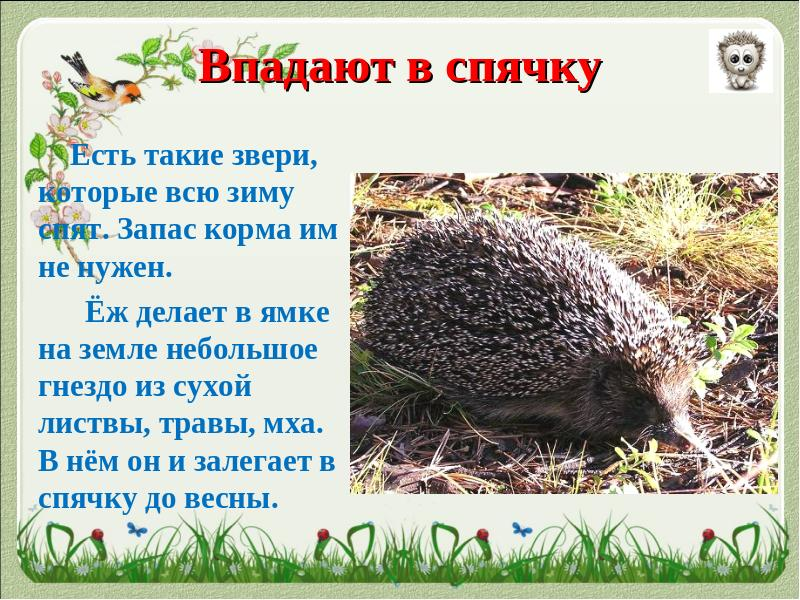 Впадают в спячку
Есть такие звери,
которые всю зиму
спят. Запас корма им
не нужен.
Ёж делает в ямке
на земле небольшое
гнездо из сухой
листвы, травы, мха.
В нём он и залегает в
спячку до весны.